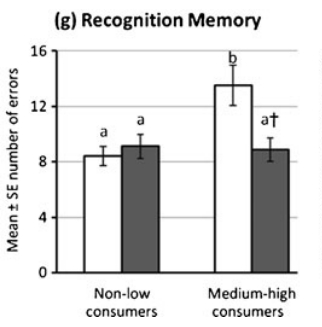 (g) Recognition Memory
Mean ± SE number of errors
16
12
8
4
0
a
a
b
a†
Non-low
consumers
Medium-high
consumers